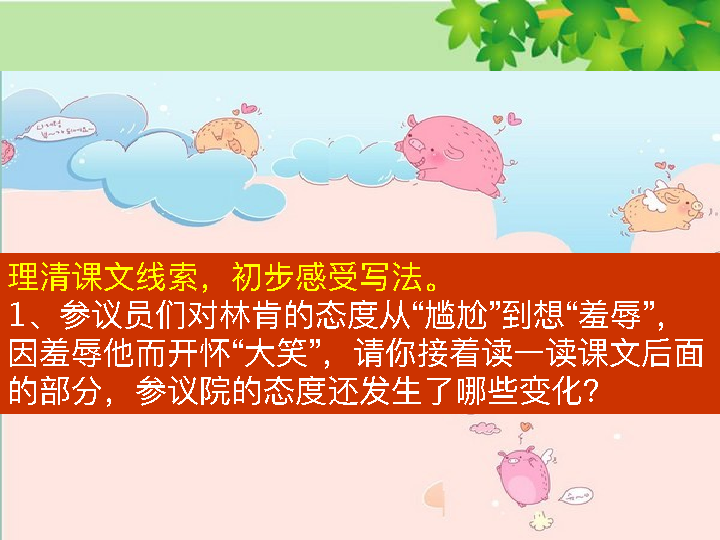 理清课文线索，初步感受写法。
1、参议员们对林肯的态度从“尴尬”到想“羞辱”，
因羞辱他而开怀“大笑”，请你接着读一读课文后面
的部分，参议院的态度还发生了哪些变化？